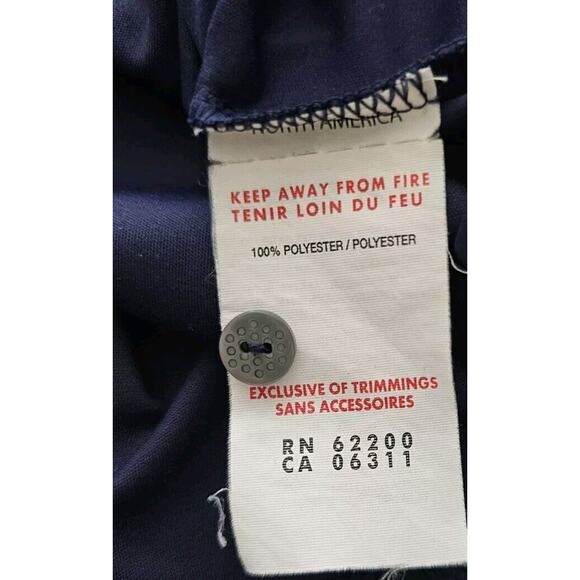 NORTH AMERICA
KEEP AWAY FROM FIRE
TENIR LOIN DU FEU
100% POLYESTER / POLYESTER
EXCLUSIVE OF TRIMMINGS
SANS ACCESSOIRES
RN 62200
CA 06311